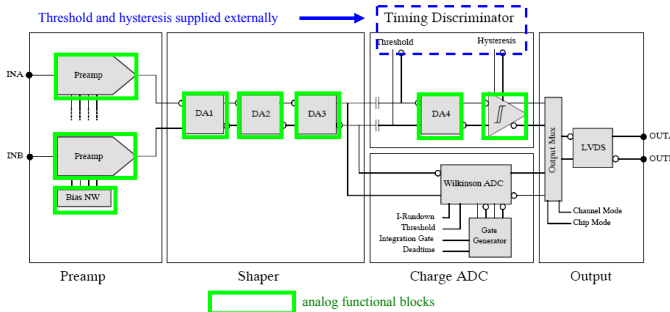 Threshold and hysteresis supplied externally
Timing Discriminator
Threshold
Hysteresis
INA
Preamp
INB
Preamp
Bias NW
DA1
DA2
DA3
DA4
Output Mux
LVDS
OUTA
Wilkinson ADC
I-Rundown
Threshold
Integration Gate
Deadtime
Gate
Generator
Channel Mode
Chip Mode
Preamp
Shaper
Charge ADC
Output
analog functional blocks